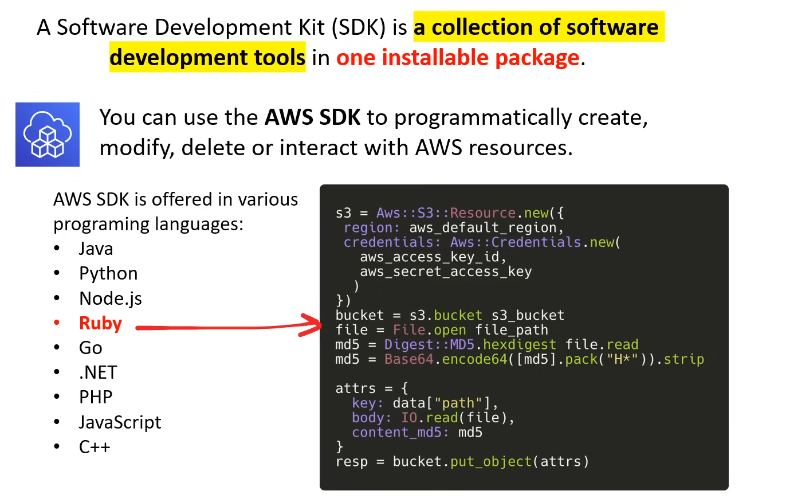 A Software Development Kit (SDK) is a collection of software
development tools in one installable package.
You can use the AWS SDK to programmatically create,
modify, delete or interact with AWS resources.
AWS SDK is offered in various
programing languages:
• Java
• Python
• Node.js
• Ruby
• Go
• .NET
• PHP
• JavaScript
• C++
s3 = Aws::S3::Resource.new({
 region: aws_default_region,
 credentials: Aws::Credentials.new(
   aws_access_key_id,
   aws_secret_access_key
  )
})
bucket = s3.bucket s3_bucket
file = File.open file_path
md5 = Digest::MD5.hexdigest file.read
md5 = Base64.encode64([md5].pack("H*")).strip

attrs = {
  key: data["path"],
  body: IO.read(file),
  content_md5: md5
}
resp = bucket.put_object(attrs)